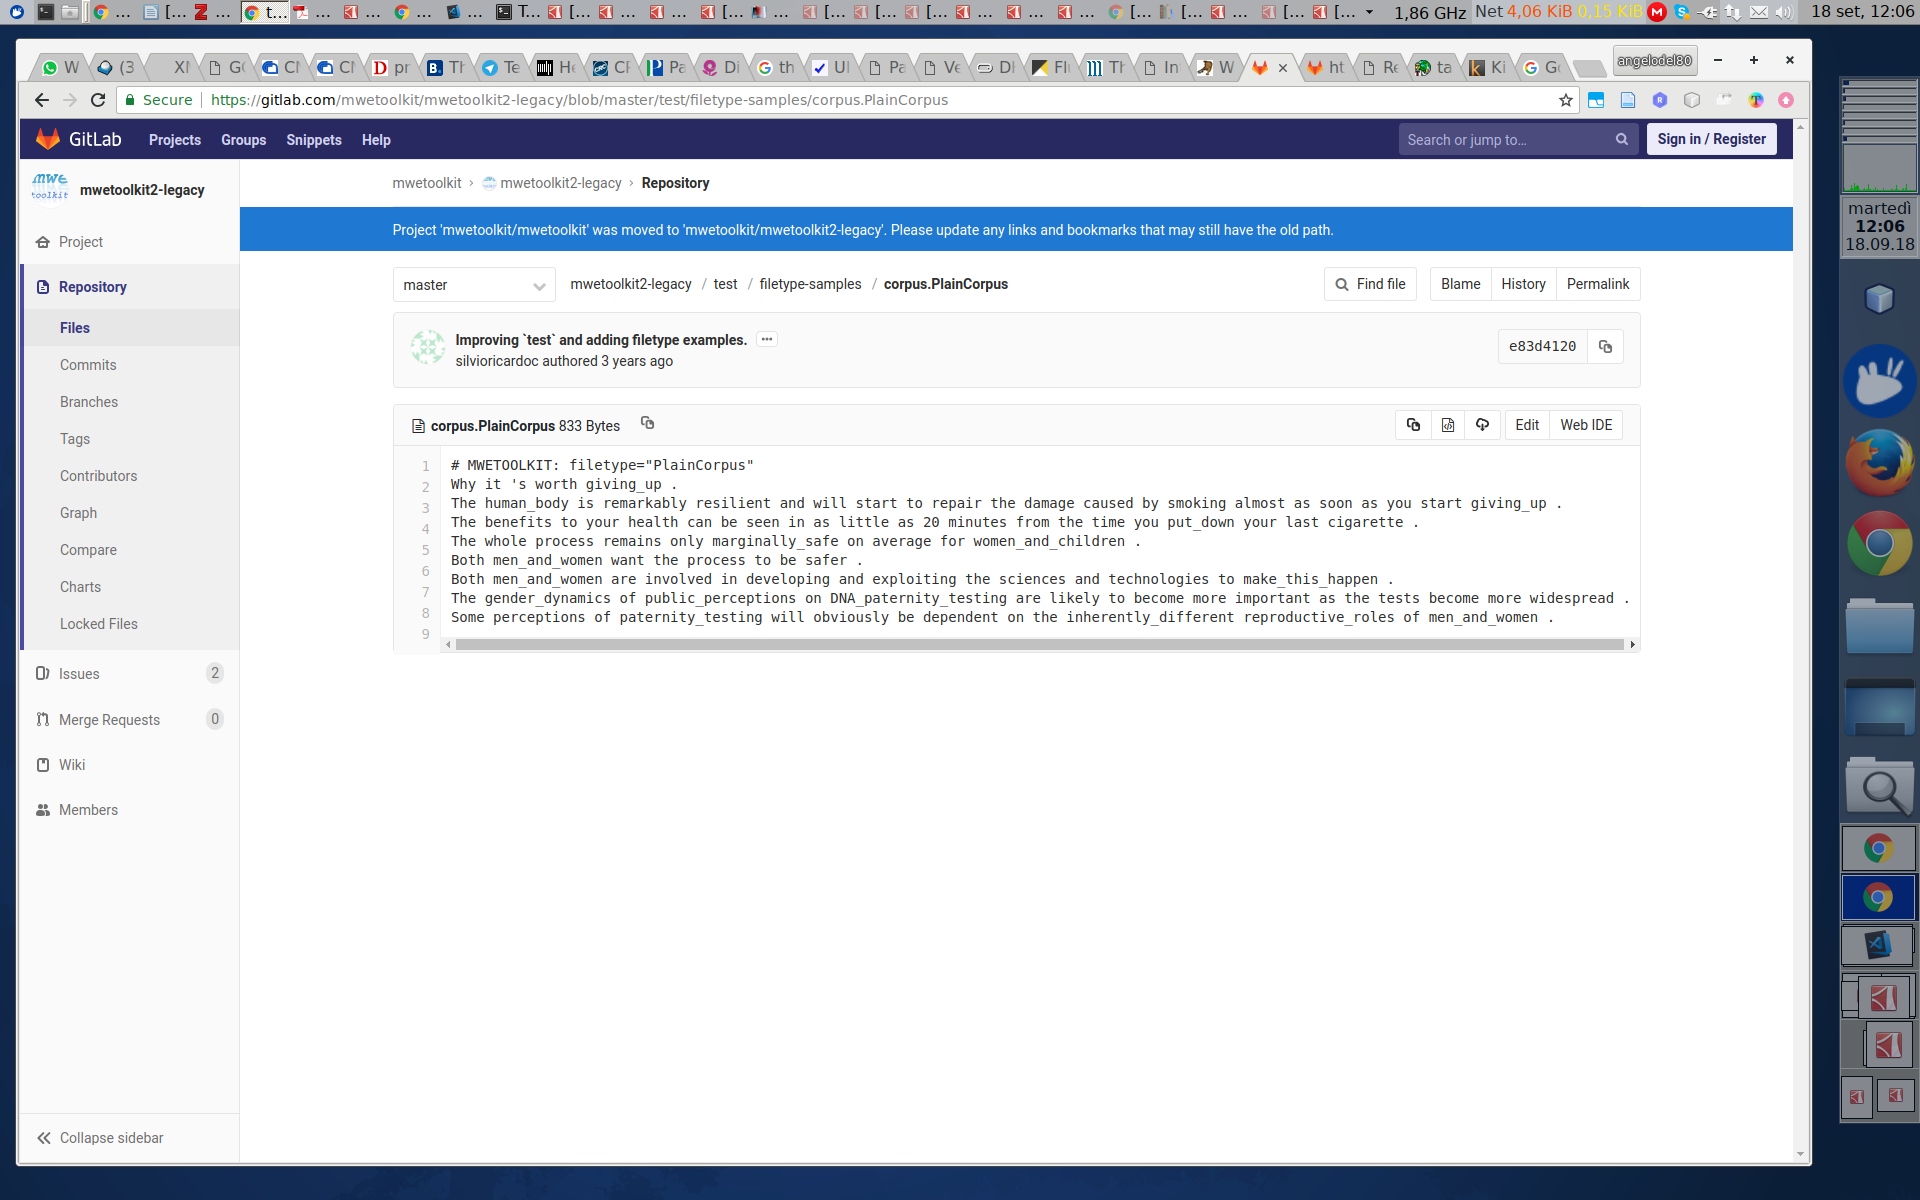 1,86 GHz Net 4,06 KiB 0,15 KiB 18 set, 12:06
angelodel80
Secure https://gitlab.com/mwetoolkit/mwetoolkit2-legacy/blob/master/test/filetype-samples/corpus.PlainCorpus
GitLab Projects Groups Snippets Help Search or jump to… Sign in / Register
mwe toolkit
mwetoolkit2-legacy
Project
Repository
Files
Commits
Branches
Tags
Contributors
Graph
Compare
Charts
Locked Files
Issues 2
Merge Requests 0
Wiki
Members
Collapse sidebar
mwetoolkit › mwetoolkit2-legacy › Repository
Project 'mwetoolkit/mwetoolkit' was moved to 'mwetoolkit/mwetoolkit2-legacy'. Please update any links and bookmarks that may still have the old path.
master mwetoolkit2-legacy / test / filetype-samples / corpus.PlainCorpus Find file Blame History Permalink
Improving `test` and adding filetype examples. ···
silvioricardoc authored 3 years ago
e83d4120
corpus.PlainCorpus 833 Bytes Edit Web IDE
1 # MWETOOLKIT: filetype="PlainCorpus"
2 Why it 's worth giving_up .
3 The human_body is remarkably resilient and will start to repair the damage caused by smoking almost as soon as you start giving_up .
4 The benefits to your health can be seen in as little as 20 minutes from the time you put_down your last cigarette .
5 The whole process remains only marginally_safe on average for women_and_children .
6 Both men_and_women want the process to be safer .
7 Both men_and_women are involved in developing and exploiting the sciences and technologies to make_this_happen .
8 The gender_dynamics of public_perceptions on DNA_paternity_testing are likely to become more important as the tests become more widespread .
9 Some perceptions of paternity_testing will obviously be dependent on the inherently_different reproductive_roles of men_and_women .
martedì
12:06
18.09.18